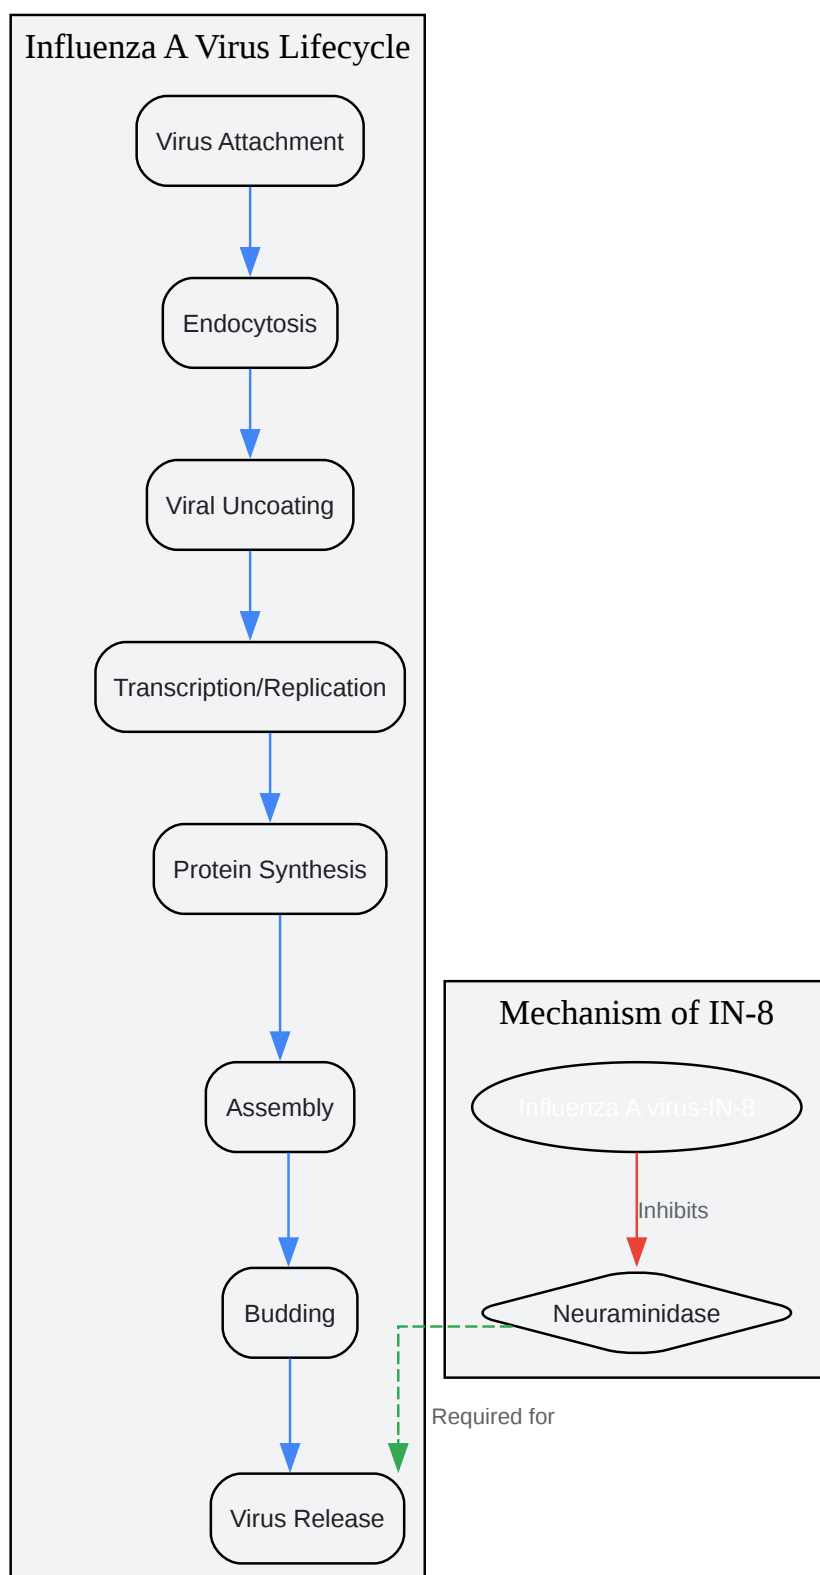 Influenza A Virus Lifecycle
Virus Attachment
Endocytosis
Viral Uncoating
Transcription/Replication
Protein Synthesis
Assembly
Budding
Virus Release
Mechanism of IN-8
Influenza A virus-IN-8
Inhibits
Neuraminidase
Required for